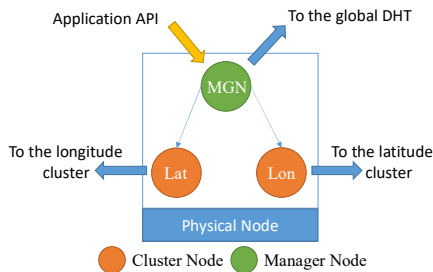 Application API
To the global DHT
MGN
To the longitude
cluster
Lat
Lon
To the latitude
cluster
Physical Node
Cluster Node
Manager Node